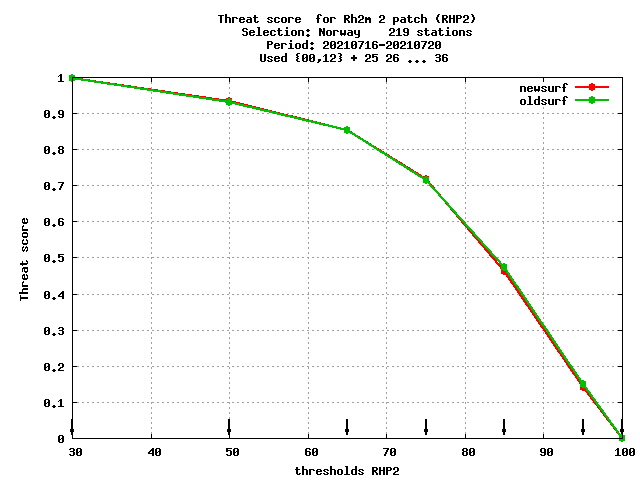 Threat score  for Rh2m 2 patch (RHP2)
Selection: Norway    219 stations
Period: 20210716-20210720
Used {00,12} + 25 26 ... 36
newsurf
oldsurf
1
0.9
0.8
0.7
0.6
0.5
0.4
0.3
0.2
0.1
0
Threat score
30 40 50 60 70 80 90 100
thresholds RHP2